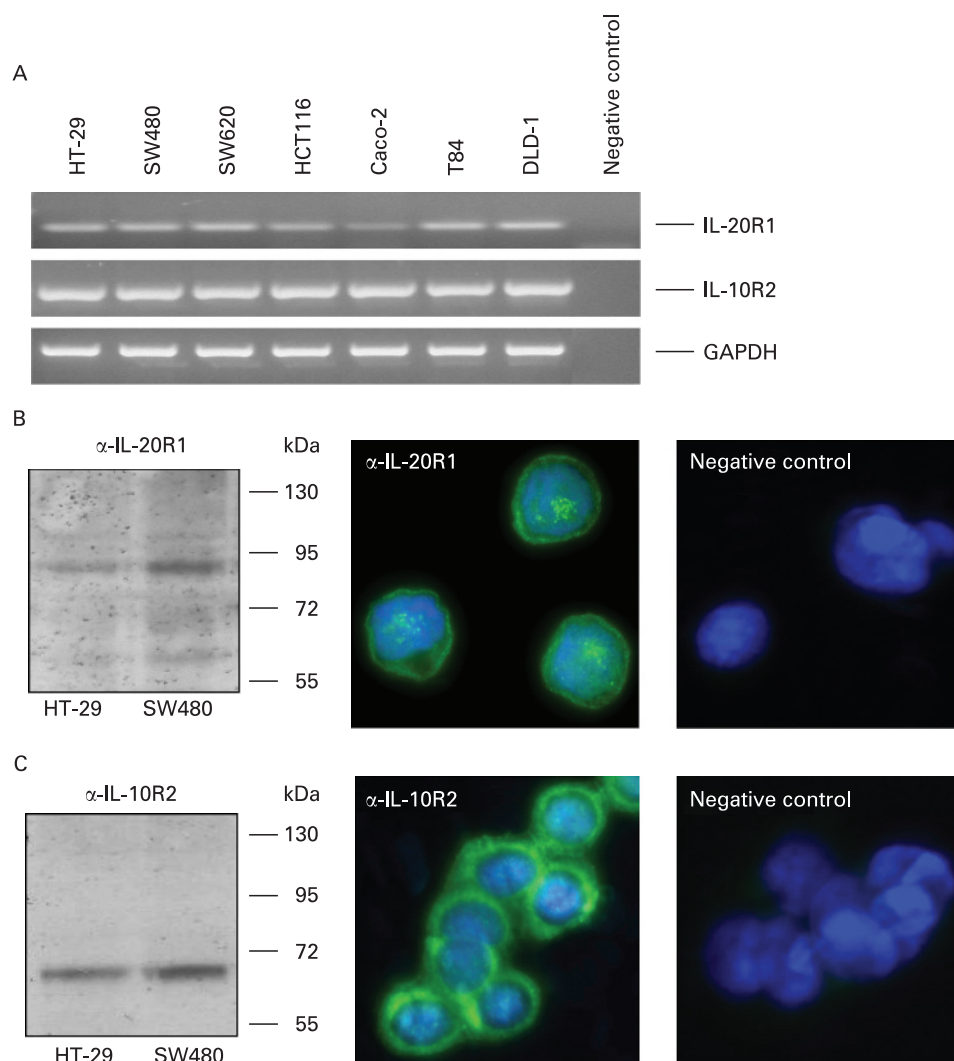 A
HT-29 SW480 SW620 HCT116 Caco-2 T84 DLD-1 Negative control
IL-20R1
IL-10R2
GAPDH
B
α-IL-20R1 kDa
130
95
72
55
HT-29 SW480
α-IL-20R1
Negative control
C
α-IL-10R2 kDa
130
95
72
55
HT-29 SW480
α-IL-10R2
Negative control